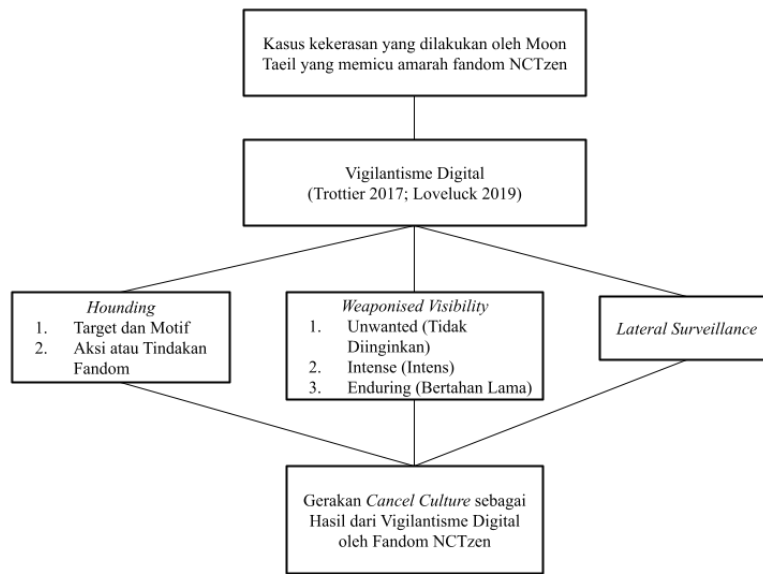 Kasus kekerasan yang dilakukan oleh Moon
Taeil yang memicu amarah fandom NCTzen
Vigilantisme Digital
(Trottier 2017; Loveluck 2019)
Hounding
1. Target dan Motif
2. Aksi atau Tindakan
Fandom
Weaponised Visibility
1. Unwanted (Tidak
Diinginkan)
2. Intense (Intens)
3. Enduring (Bertahan Lama)
Lateral Surveillance
Gerakan Cancel Culture sebagai
Hasil dari Vigilantisme Digital
oleh Fandom NCTzen